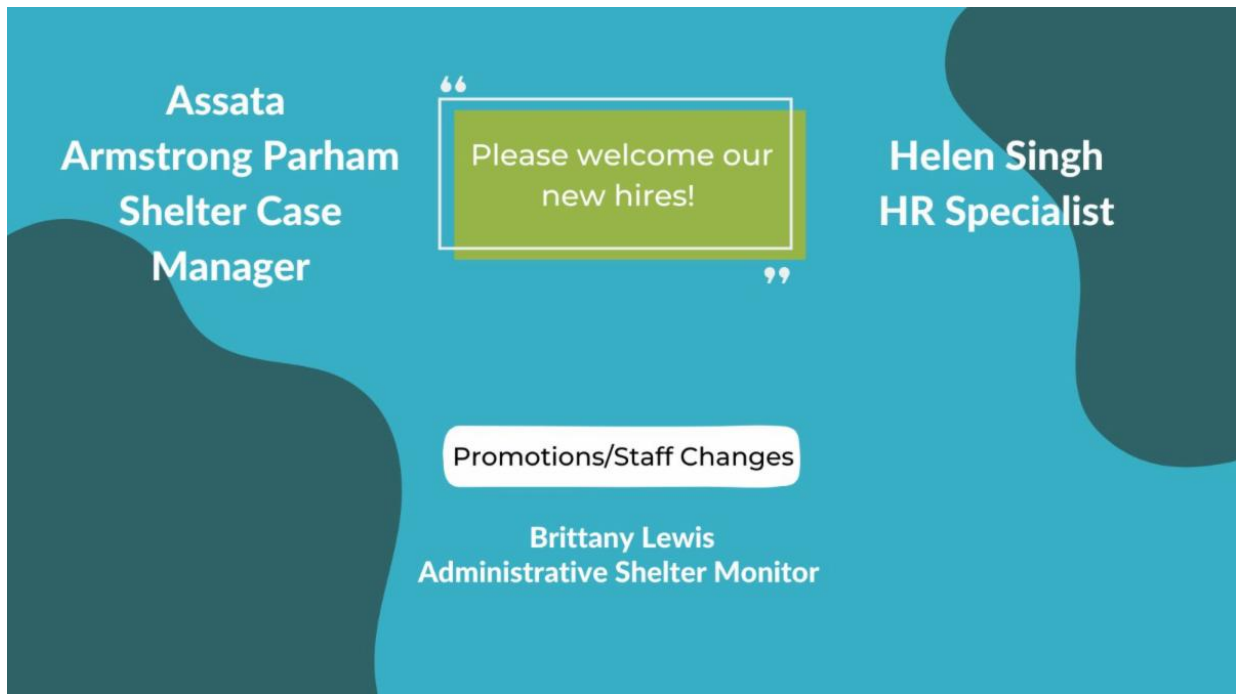 Assata
Armstrong Parham
Shelter Case
Manager
“
Please welcome our
new hires!
”
Helen Singh
HR Specialist
Promotions/Staff Changes
Brittany Lewis
Administrative Shelter Monitor